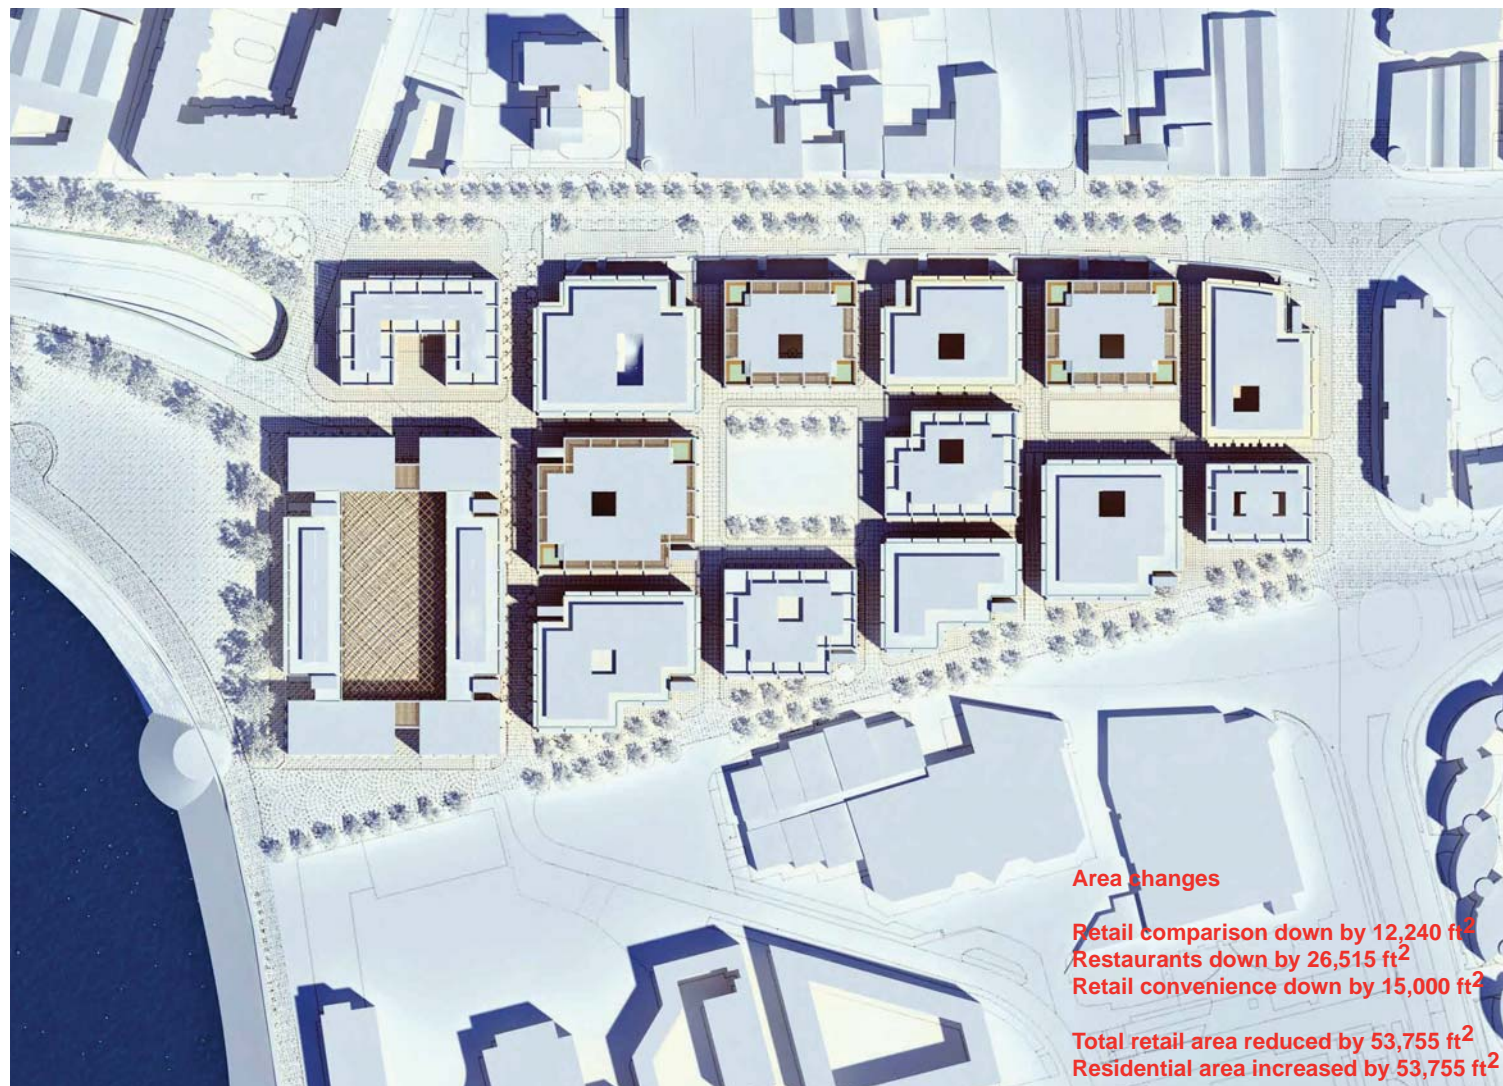 Area changes
Retail comparison down by 12,240 ft²
Restaurants down by 26,515 ft²
Retail convenience down by 15,000 ft²
Total retail area reduced by 53,755 ft²
Residential area increased by 53,755 ft²